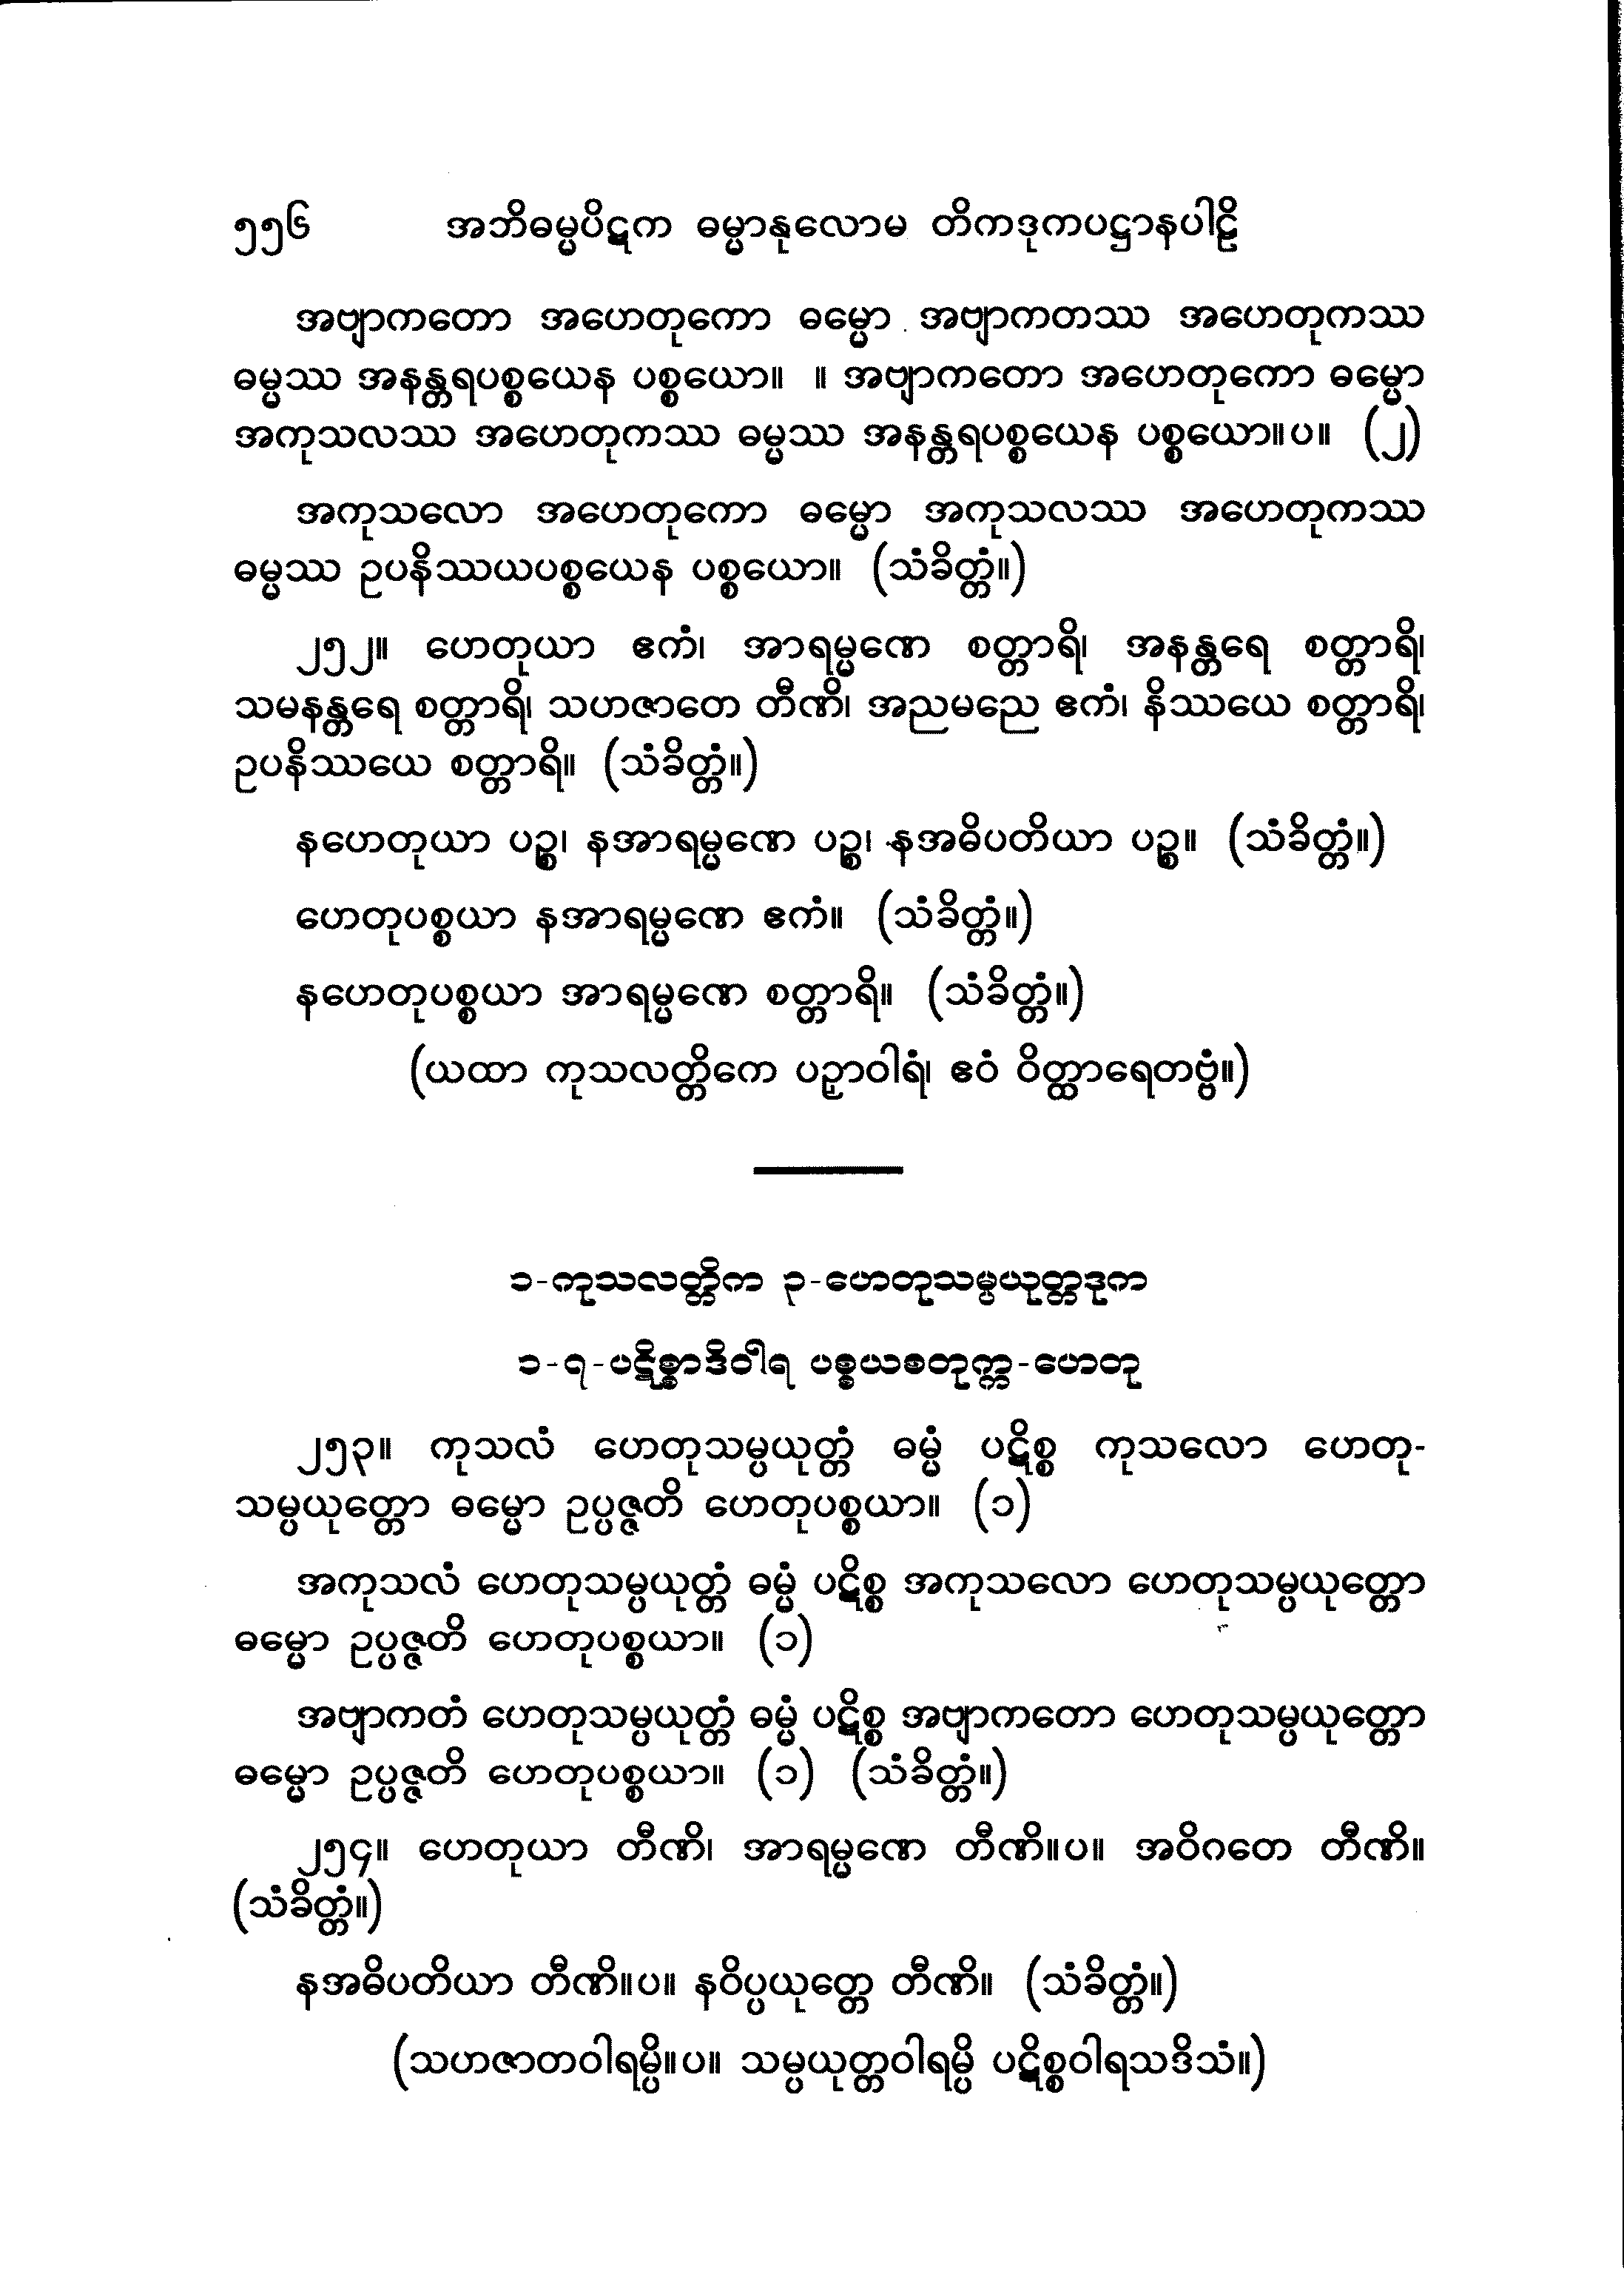 ၅၅၆ အဘိဓမ္မပိဋက ဓမ္မာနုလောမ တိကဒုကပဋ္ဌာနပါဠိ
အဗျာကတော အဟေတုကော ဓမ္မော အဗျာကတဿ အဟေတုကဿ
ဓမ္မဿ အနန္တရပစ္စယေန ပစ္စယော။ ။ အဗျာကတော အဟေတုကော ဓမ္မော
အကုသလဿ အဟေတုကဿ ဓမ္မဿ အနန္တရပစ္စယေန ပစ္စယော။ပ။ (၂)
အကုသလော အဟေတုကော ဓမ္မော အကုသလဿ အဟေတုကဿ
ဓမ္မဿ ဥပနိဿယပစ္စယေန ပစ္စယော။ (သံခိတ္တံ။)
၂၅၂။ ဟေတုယာ ဧကံ၊ အာရမ္မဏေ စတ္တာရိ၊ အနန္တရေ စတ္တာရိ၊
သမနန္တရေ စတ္တာရိ၊ သဟဇာတေ တီဏိ၊ အညမညေ ဧကံ၊ နိဿယေ စတ္တာရိ၊
ဥပနိဿယေ စတ္တာရိ။ (သံခိတ္တံ။)
နဟေတုယာ ပဉ္စ၊ နအာရမ္မဏေ ပဉ္စ၊ နအဓိပတိယာ ပဉ္စ။ (သံခိတ္တံ။)
ဟေတုပစ္စယာ နအာရမ္မဏေ ဧကံ။ (သံခိတ္တံ။)
နဟေတုပစ္စယာ အာရမ္မဏေ စတ္တာရိ။ (သံခိတ္တံ။)
(ယထာ ကုသလတ္တိကေ ပဉှာဝါရံ၊ ဧဝံ ဝိတ္ထာရေတဗ္ဗံ။)
၁-ကုသလတ္တိက ၃-ဟေတုသမ္ပယုတ္တဒုက
၁-၇-ပဋိစ္စာဒိဝါရ ပစ္စယစတုက္က-ဟေတု
၂၅၃။ ကုသလံ ဟေတုသမ္ပယုတ္တံ ဓမ္မံ ပဋိစ္စ ကုသလော ဟေတု-
သမ္ပယုတ္တော ဓမ္မော ဥပ္ပဇ္ဇတိ ဟေတုပစ္စယာ။ (၁)
အကုသလံ ဟေတုသမ္ပယုတ္တံ ဓမ္မံ ပဋိစ္စ အကုသလော ဟေတုသမ္ပယုတ္တော
ဓမ္မော ဥပ္ပဇ္ဇတိ ဟေတုပစ္စယာ။ (၁)
အဗျာကတံ ဟေတုသမ္ပယုတ္တံ ဓမ္မံ ပဋိစ္စ အဗျာကတော ဟေတုသမ္ပယုတ္တော
ဓမ္မော ဥပ္ပဇ္ဇတိ ဟေတုပစ္စယာ။ (၁) (သံခိတ္တံ။)
၂၅၄။ ဟေတုယာ တီဏိ၊ အာရမ္မဏေ တီဏိ။ပ။ အဝိဂတေ တီဏိ။
(သံခိတ္တံ။)
နအဓိပတိယာ တီဏိ။ပ။ နဝိပ္ပယုတ္တေ တီဏိ။ (သံခိတ္တံ။)
(သဟဇာတဝါရမ္ပိ။ပ။ သမ္ပယုတ္တဝါရမ္ပိ ပဋိစ္စဝါရသဒိသံ။)